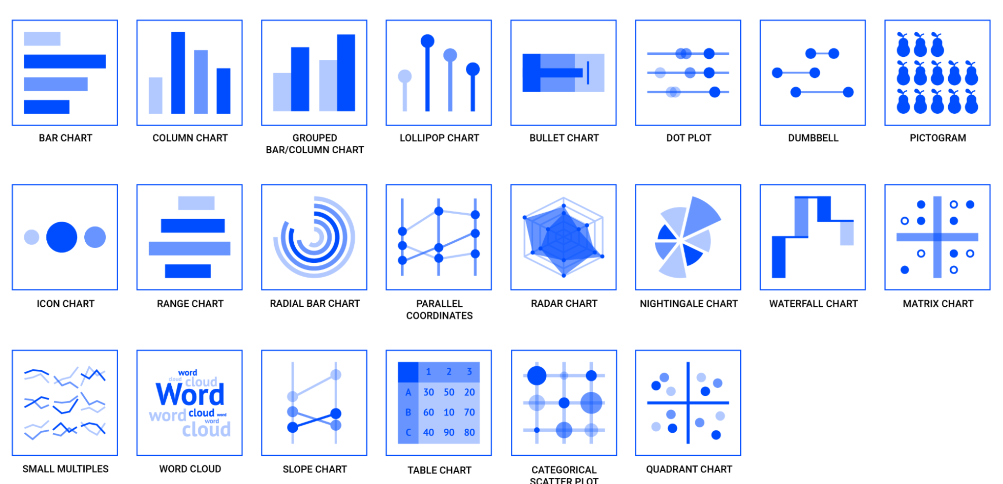 BAR CHART
COLUMN CHART
GROUPED
BAR/COLUMN CHART
LOLLIPOP CHART
BULLET CHART
DOT PLOT
DUMBBELL
PICTOGRAM
ICON CHART
RANGE CHART
RADIAL BAR CHART
PARALLEL
COORDINATES
RADAR CHART
NIGHTINGALE CHART
WATERFALL CHART
MATRIX CHART
word
cloud
cloud
Word
word cloud word
word
cloud
1 2 3
A 30 50 20
B 60 10 70
C 40 90 80
SMALL MULTIPLES
WORD CLOUD
SLOPE CHART
TABLE CHART
CATEGORICAL
SCATTER PLOT
QUADRANT CHART